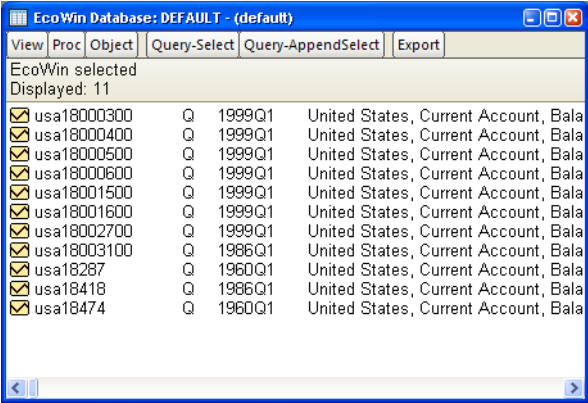 EcoWin Database: DEFAULT - (default)
View Proc Object Query-Select Query-AppendSelect Export
EcoWin selected
Displayed: 11
usa18000300 Q 1999Q1 United States, Current Account, Bala
usa18000400 Q 1999Q1 United States, Current Account, Bala
usa18000500 Q 1999Q1 United States, Current Account, Bala
usa18000600 Q 1999Q1 United States, Current Account, Bala
usa18001500 Q 1999Q1 United States, Current Account, Bala
usa18001600 Q 1999Q1 United States, Current Account, Bala
usa18002700 Q 1999Q1 United States, Current Account, Bala
usa18003100 Q 1986Q1 United States, Current Account, Bala
usa18287 Q 1960Q1 United States, Current Account, Bala
usa18418 Q 1986Q1 United States, Current Account, Bala
usa18474 Q 1960Q1 United States, Current Account, Bala